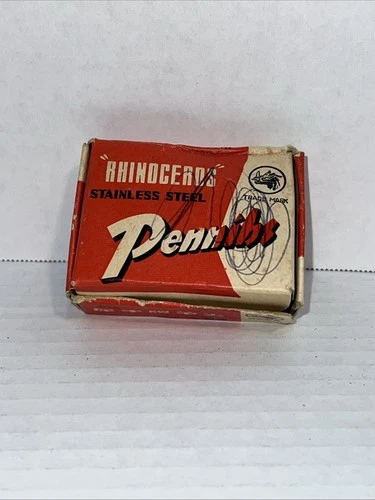 "RHINOCEROS"
STAINLESS STEEL
TRADE MARK
Pennibs